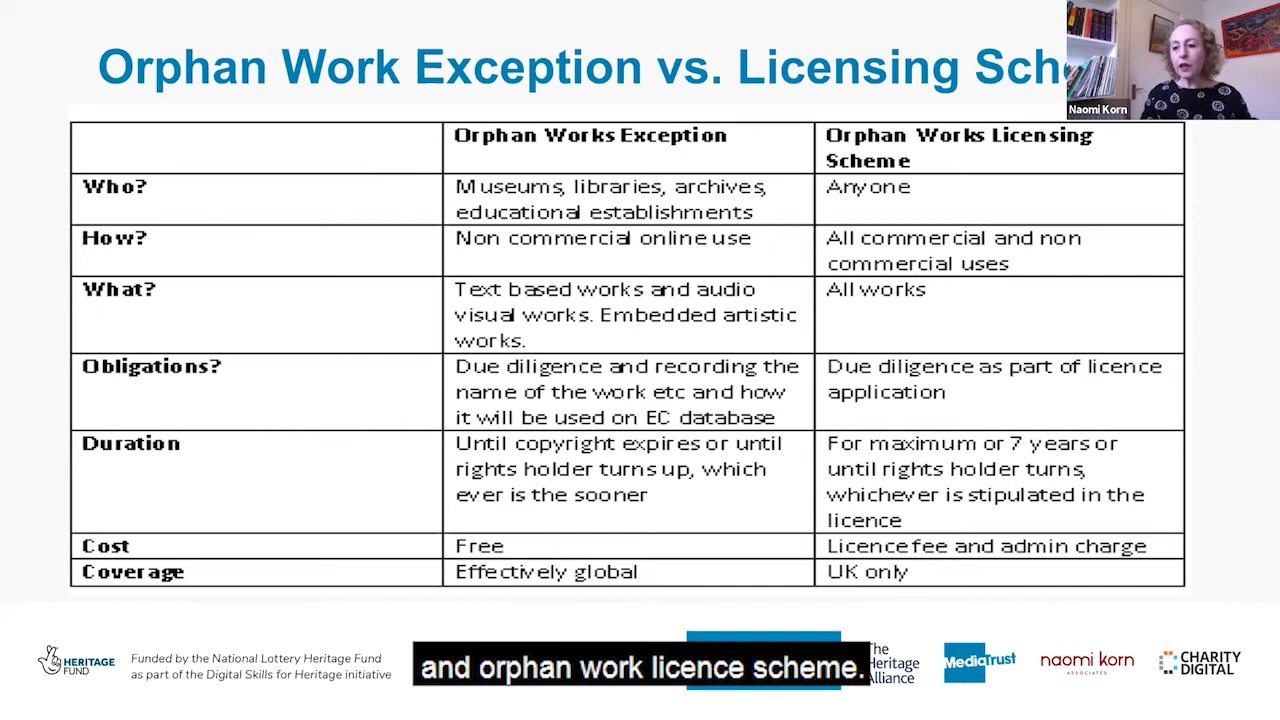 Orphan Work Exception vs. Licensing Sche
Naomi Korn
Orphan Works Exception
Orphan Works Licensing
Scheme
Who?
Museums, libraries, archives,
educational establishments
Anyone
How?
Non commercial online use
All commercial and non
commercial uses
What?
Text based works and audio
visual works. Embedded artistic
works.
All works
Obligations?
Due diligence and recording the
name of the work etc and how
it will be used on EC database
Due diligence as part of licence
application
Duration
Until copyright expires or until
rights holder turns up, which
ever is the sooner
For maximum or 7 years or
until rights holder turns,
whichever is stipulated in the
licence
Cost
Free
Licence fee and admin charge
Coverage
Effectively global
UK only
HERITAGE
FUND
Funded by the National Lottery Heritage Fund
as part of the Digital Skills for Heritage initiative
and orphan work licence scheme.
The
Heritage
Alliance
MediaTrust
naomi korn
ASSOCIATES
CHARITY
DIGITAL